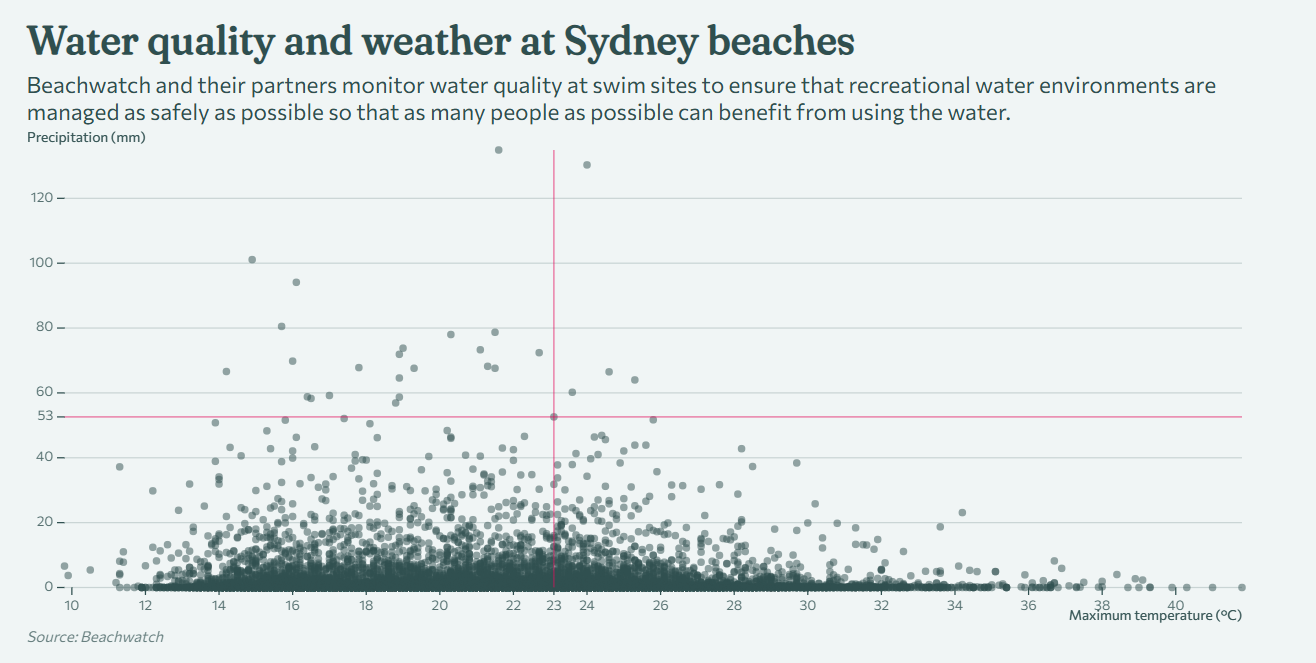 Water quality and weather at Sydney beaches
Beachwatch and their partners monitor water quality at swim sites to ensure that recreational water environments are
managed as safely as possible so that as many people as possible can benefit from using the water.
Precipitation (mm)
120
100
80
60
53
40
20
0
10 12 14 16 18 20 22 23 24 26 28 30 32 34 36 38 40
Maximum temperature (ºC)
Source: Beachwatch